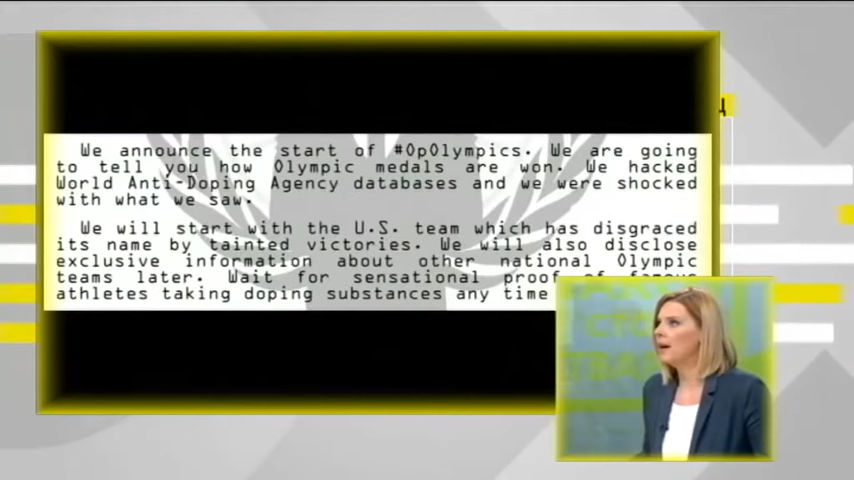 We announce the start of #OpOlympics. We are going
to tell you how Olympic medals are won. We hacked
World Anti-Doping Agency databases and we were shocked
with what we saw.
We will start with the U.S. team which has disgraced
its name by tainted victories. We will also disclose
exclusive information about other national Olympic
teams later. Wait for sensational proof of famous
athletes taking doping substances any time